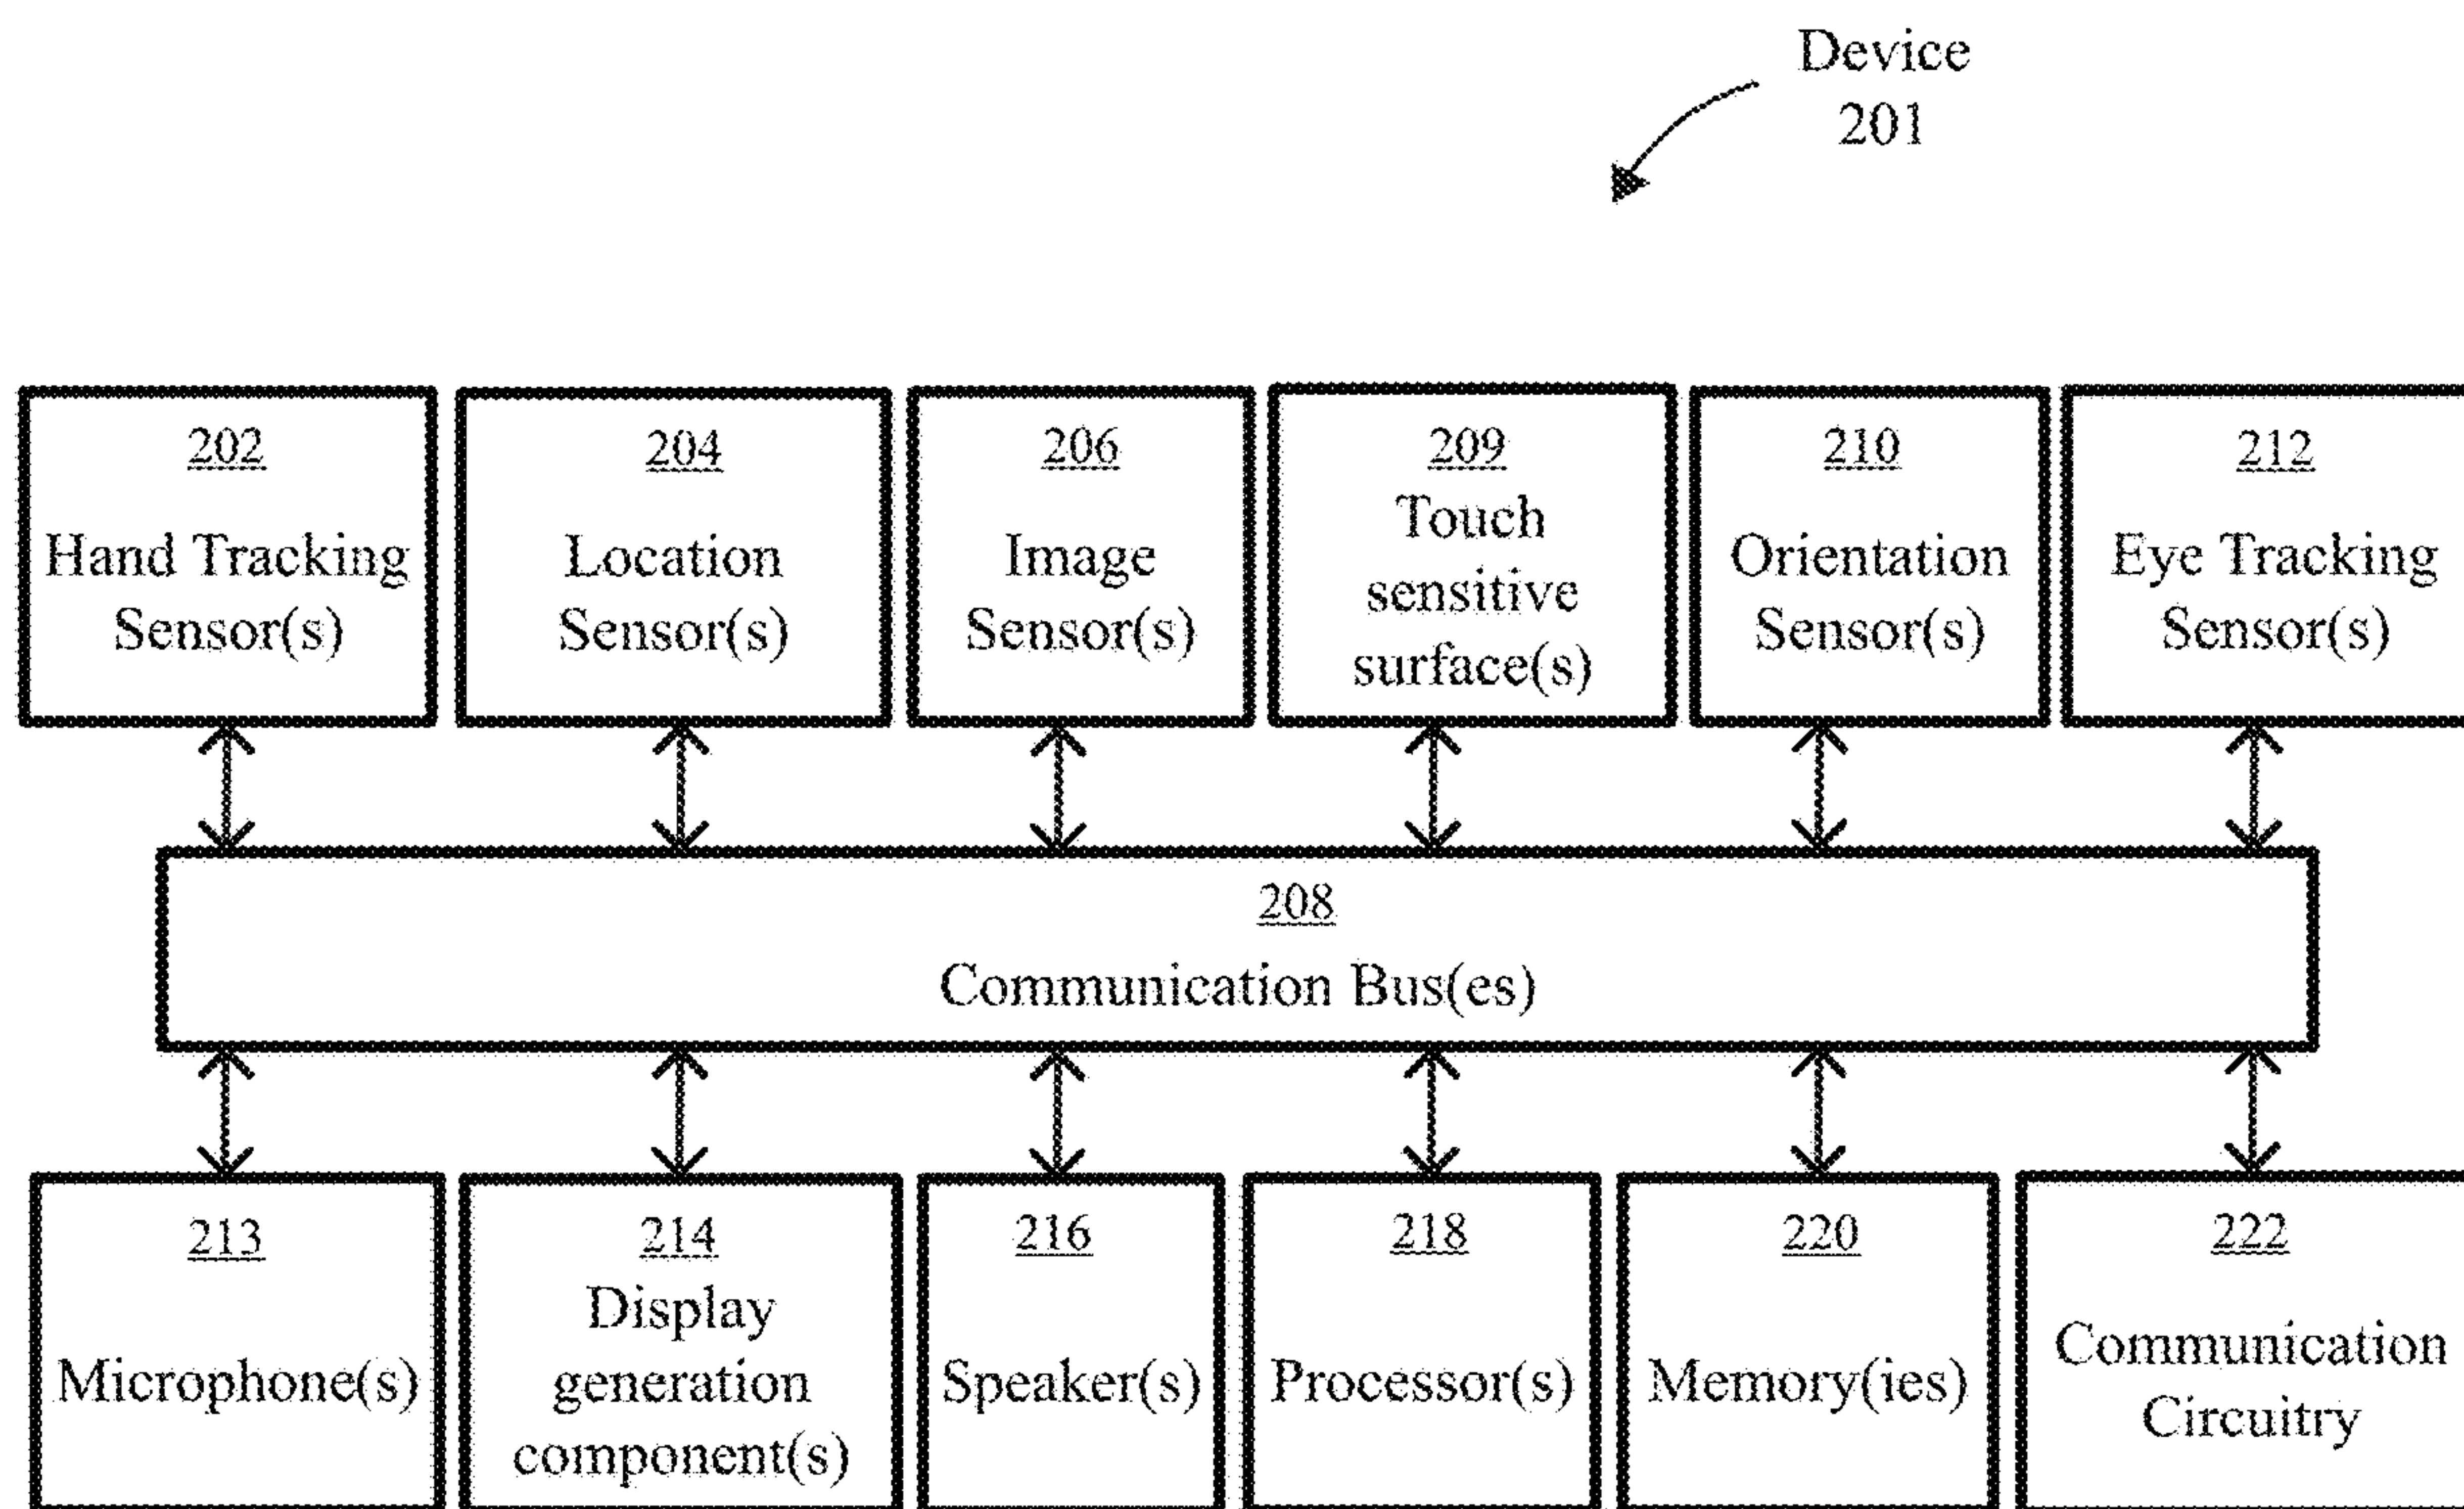 Device
201
202
Hand Tracking
Sensor(s)
204
Location
Sensor(s)
206
Image
Sensor(s)
209
Touch
sensitive
surface(s)
210
Orientation
Sensor(s)
212
Eye Tracking
Sensor(s)
208
Communication Bus(es)
213
Microphone(s)
214
Display
generation
component(s)
216
Speaker(s)
218
Processor(s)
220
Memory(ies)
222
Communication
Circuitry